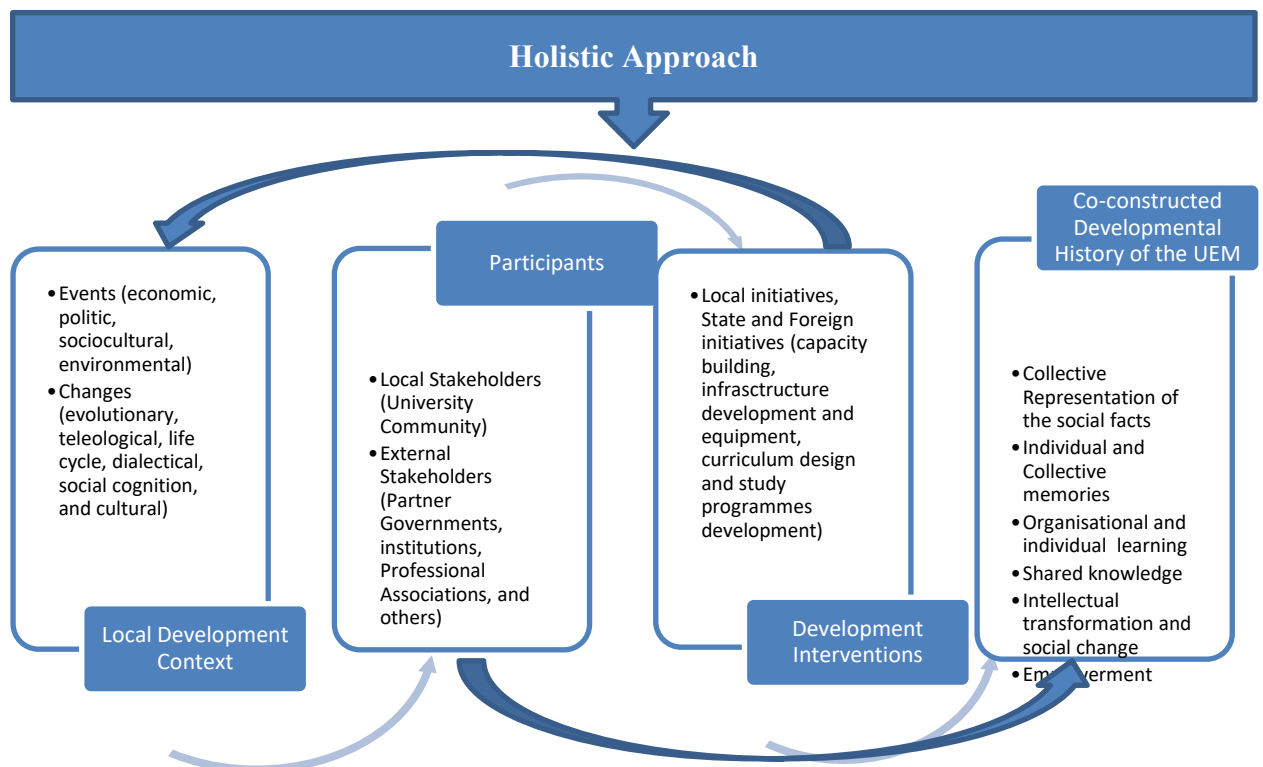 Holistic Approach
•Events (economic,
politic,
sociocultural,
environmental)
•Changes
(evolutionary,
teleological, life
cycle, dialectical,
social cognition,
and cultural)
Local Development
Context
Participants
•Local Stakeholders
(University
Community)
•External
Stakeholders
(Partner
Governments,
institutions,
Professional
Associations, and
others)
•Local initiatives,
State and Foreign
initiatives (capacity
building,
infrasctructure
development and
equipment,
curriculum design
and study
programmes
development)
Development
Interventions
Co-constructed
Developmental
History of the UEM
•Collective
Representation of
the social facts
•Individual and
Collective
memories
•Organisational and
individual learning
•Shared knowledge
•Intellectual
transformation and
social change